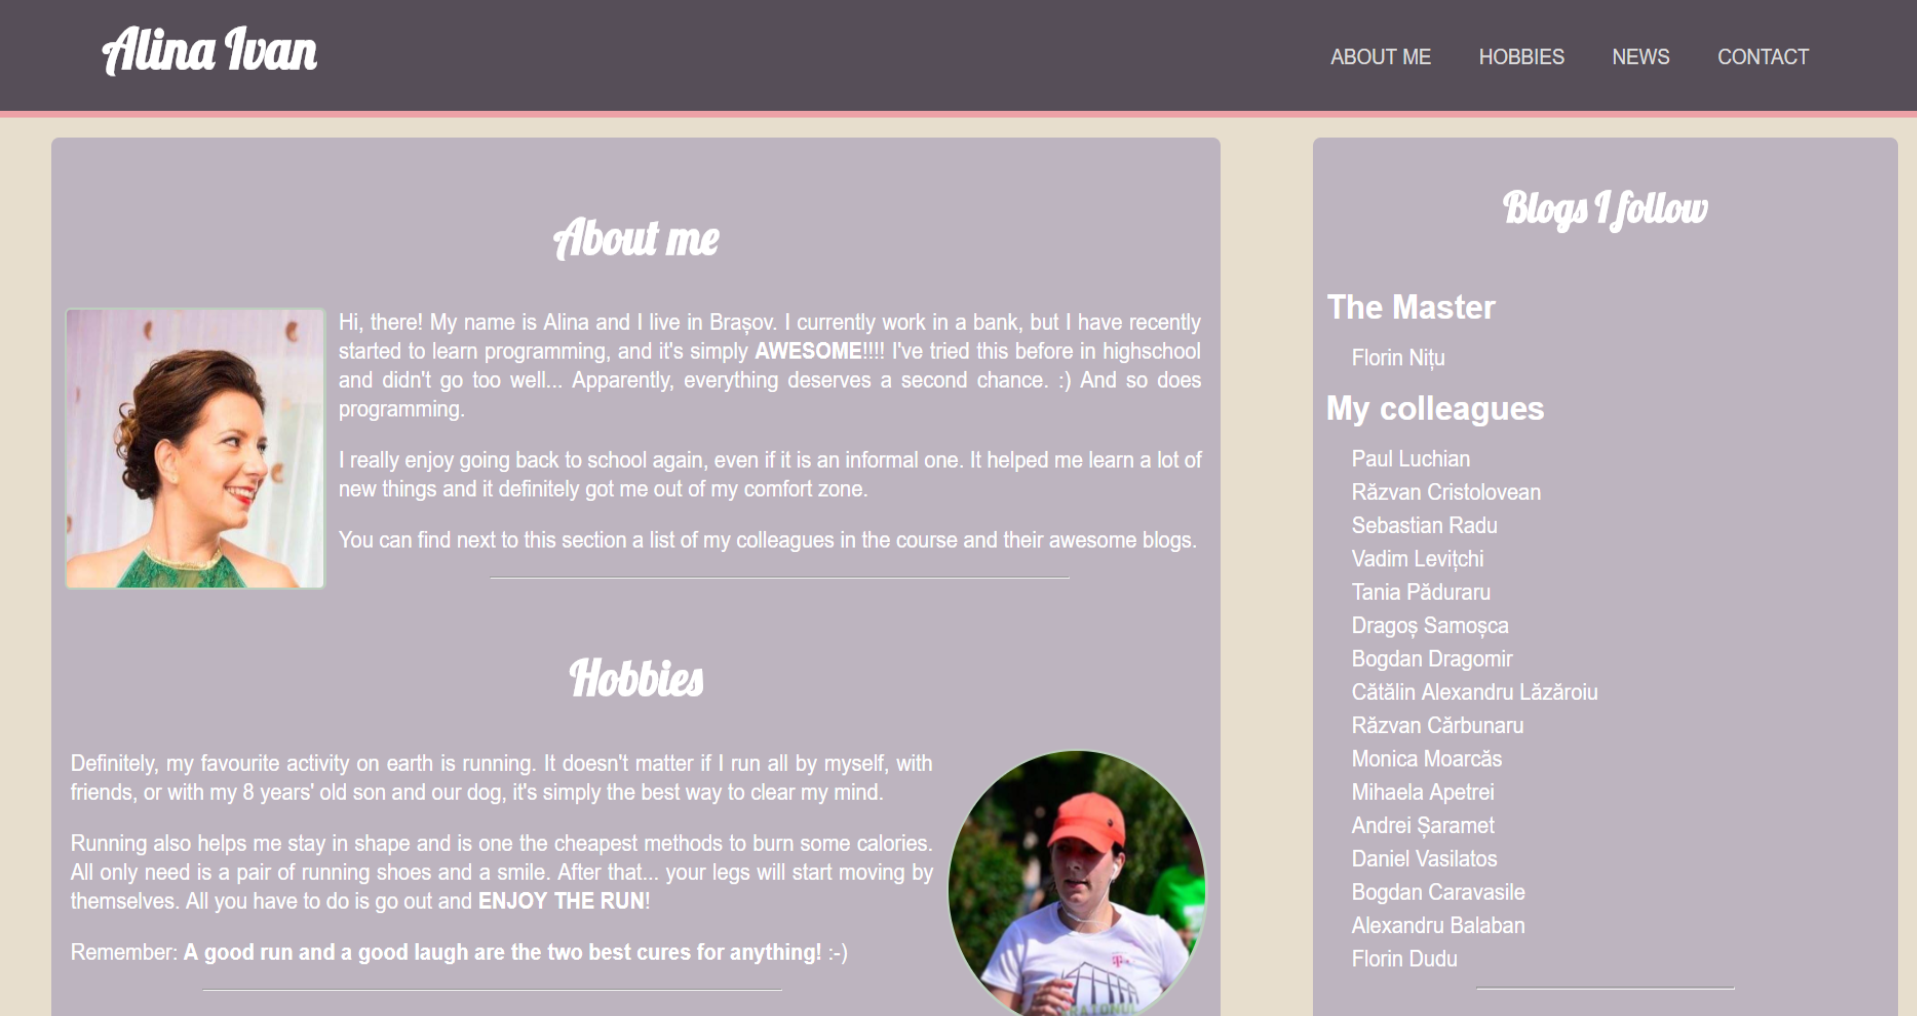 Alina Ivan
ABOUT ME HOBBIES NEWS CONTACT
About me
Hi, there! My name is Alina and I live in Brașov. I currently work in a bank, but I have recently
started to learn programming, and it's simply AWESOME!!!! I've tried this before in highschool
and didn't go too well... Apparently, everything deserves a second chance. :) And so does
programming.
I really enjoy going back to school again, even if it is an informal one. It helped me learn a lot of
new things and it definitely got me out of my comfort zone.
You can find next to this section a list of my colleagues in the course and their awesome blogs.
Hobbies
Definitely, my favourite activity on earth is running. It doesn't matter if I run all by myself, with
friends, or with my 8 years' old son and our dog, it's simply the best way to clear my mind.
Running also helps me stay in shape and is one the cheapest methods to burn some calories.
All only need is a pair of running shoes and a smile. After that... your legs will start moving by
themselves. All you have to do is go out and ENJOY THE RUN!
Remember: A good run and a good laugh are the two best cures for anything! :-)
Blogs I follow
The Master
Florin Nițu
My colleagues
Paul Luchian
Răzvan Cristolovean
Sebastian Radu
Vadim Levițchi
Tania Păduraru
Dragoș Samoșca
Bogdan Dragomir
Cătălin Alexandru Lăzăroiu
Răzvan Cărbunaru
Monica Moarcăs
Mihaela Apetrei
Andrei Șaramet
Daniel Vasilatos
Bogdan Caravasile
Alexandru Balaban
Florin Dudu